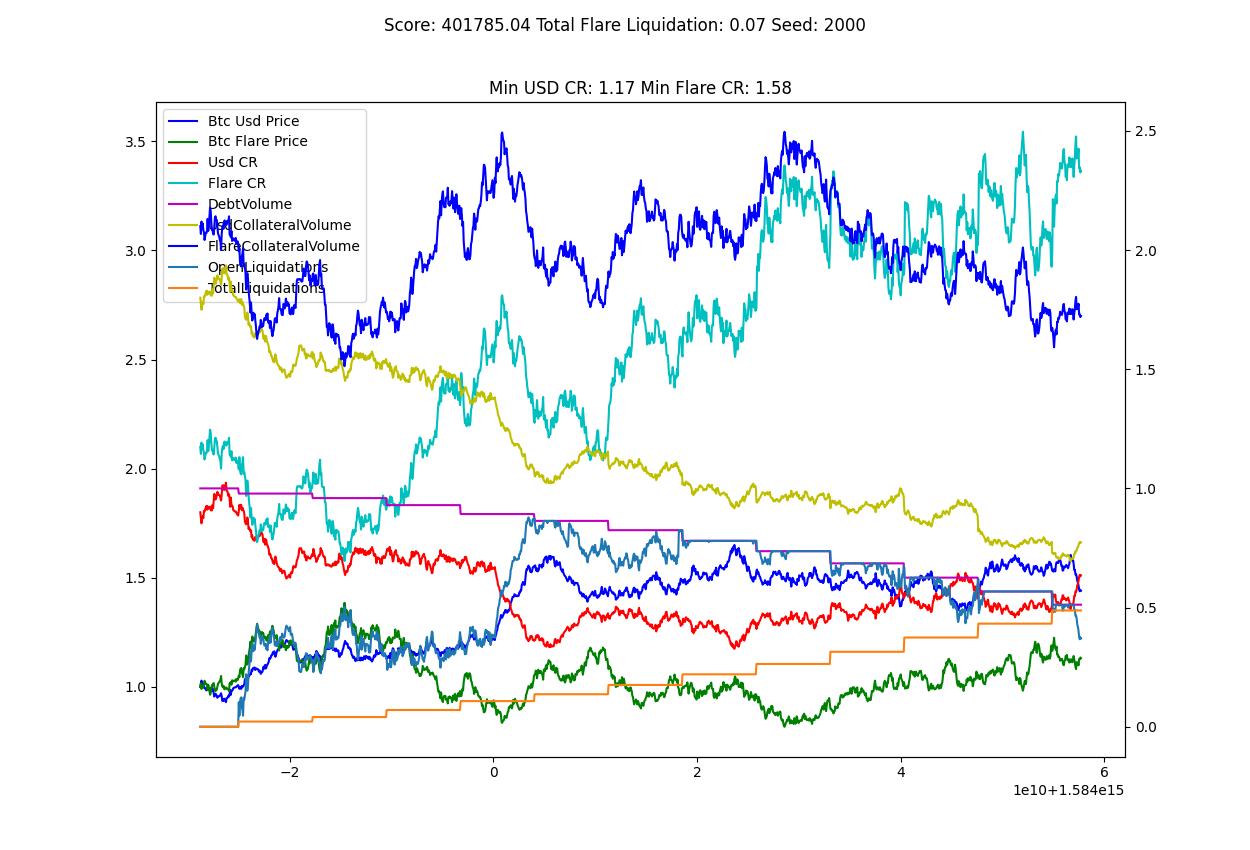 Score: 401785.04 Total Flare Liquidation: 0.07 Seed: 2000
Min USD CR: 1.17 Min Flare CR: 1.58
Btc Usd Price
Btc Flare Price
Usd CR
Flare CR
DebtVolume
UsdCollateralVolume
FlareCollateralVolume
OpenLiquidations
TotalLiquidations
3.5
3.0
2.5
2.0
1.5
1.0
2.5
2.0
1.5
1.0
0.5
0.0
−2
0
2
4
6
1e10+1.584e15